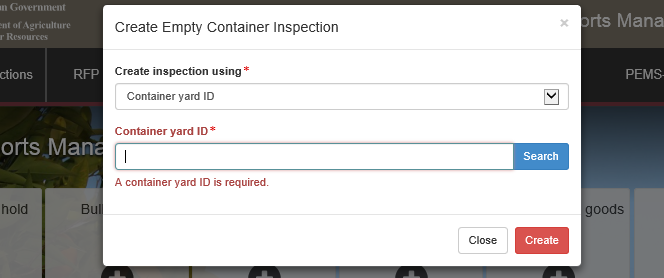 on Government
ent of Agriculture
r Resources
orts Mana
Create Empty Container Inspection
×
ctions
RFP
PEMS-
Create inspection using*
Container yard ID
Container yard ID*
Search
A container yard ID is required.
orts Mana
hold
Bul
goods
Close
Create